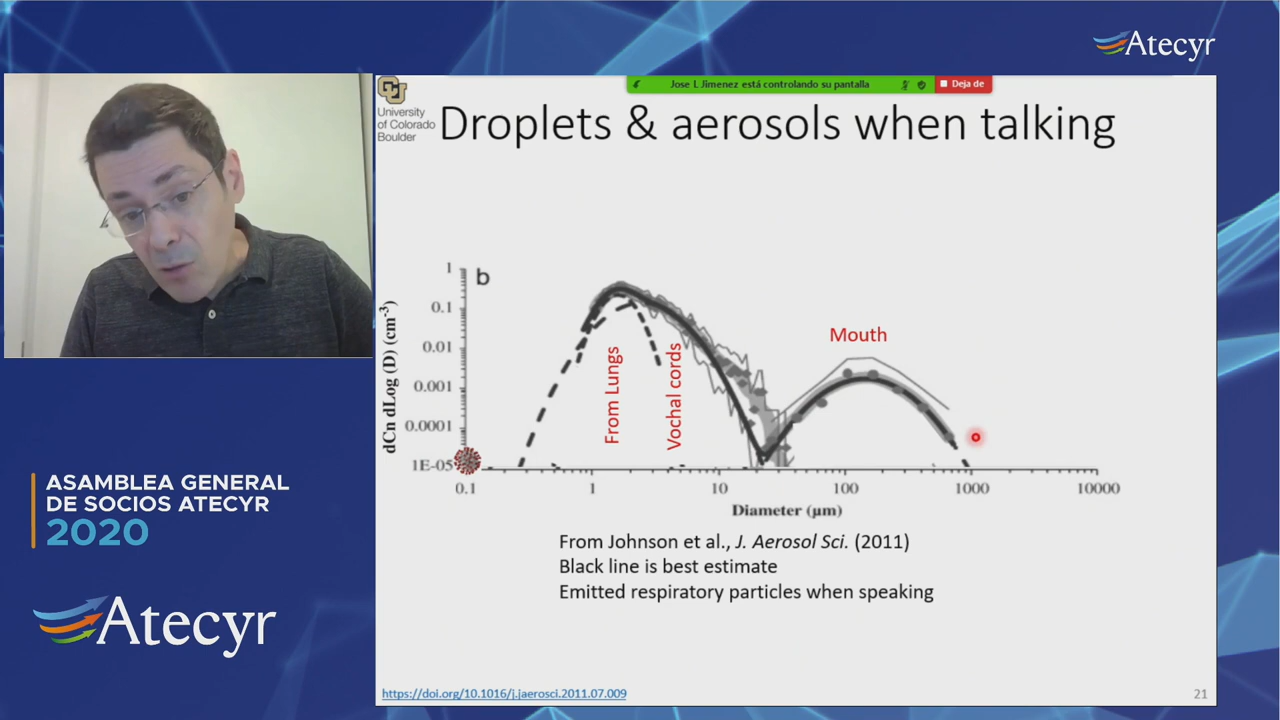 Atecyr
Jose L Jimenez está controlando su pantalla
Deja de
University
of Colorado
Boulder
Droplets & aerosols when talking
b
dCn dLog (D) (cm-3)
1
0.1
0.01
0.001
0.0001
1E-05
From Lungs
Vochal cords
Mouth
0.1 1 10 100 1000 10000
Diameter (µm)
From Johnson et al., J. Aerosol Sci. (2011)
Black line is best estimate
Emitted respiratory particles when speaking
https://doi.org/10.1016/j.jaerosci.2011.07.009
21
ASAMBLEA GENERAL
DE SOCIOS ATECYR
2020
Atecyr